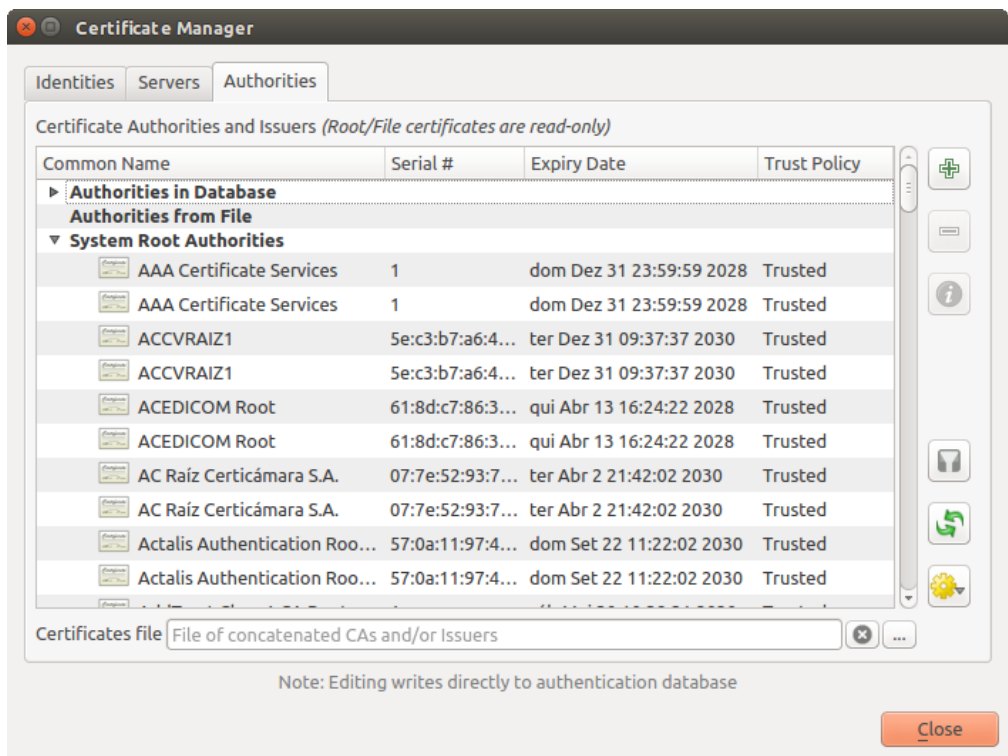 Certificate Manager
Identities Servers Authorities
Certificate Authorities and Issuers (Root/File certificates are read-only)
Common Name Serial # Expiry Date Trust Policy
Authorities in Database
Authorities from File
System Root Authorities
AAA Certificate Services 1 dom Dez 31 23:59:59 2028 Trusted
AAA Certificate Services 1 dom Dez 31 23:59:59 2028 Trusted
ACCVRAIZ1 5e:c3:b7:a6:4... ter Dez 31 09:37:37 2030 Trusted
ACCVRAIZ1 5e:c3:b7:a6:4... ter Dez 31 09:37:37 2030 Trusted
ACEDICOM Root 61:8d:c7:86:3... qui Abr 13 16:24:22 2028 Trusted
ACEDICOM Root 61:8d:c7:86:3... qui Abr 13 16:24:22 2028 Trusted
AC Raíz Certicámara S.A. 07:7e:52:93:7... ter Abr 2 21:42:02 2030 Trusted
AC Raíz Certicámara S.A. 07:7e:52:93:7... ter Abr 2 21:42:02 2030 Trusted
Actalis Authentication Roo... 57:0a:11:97:4... dom Set 22 11:22:02 2030 Trusted
Actalis Authentication Roo... 57:0a:11:97:4... dom Set 22 11:22:02 2030 Trusted
Certificates file File of concatenated CAs and/or Issuers ...
Note: Editing writes directly to authentication database
Close